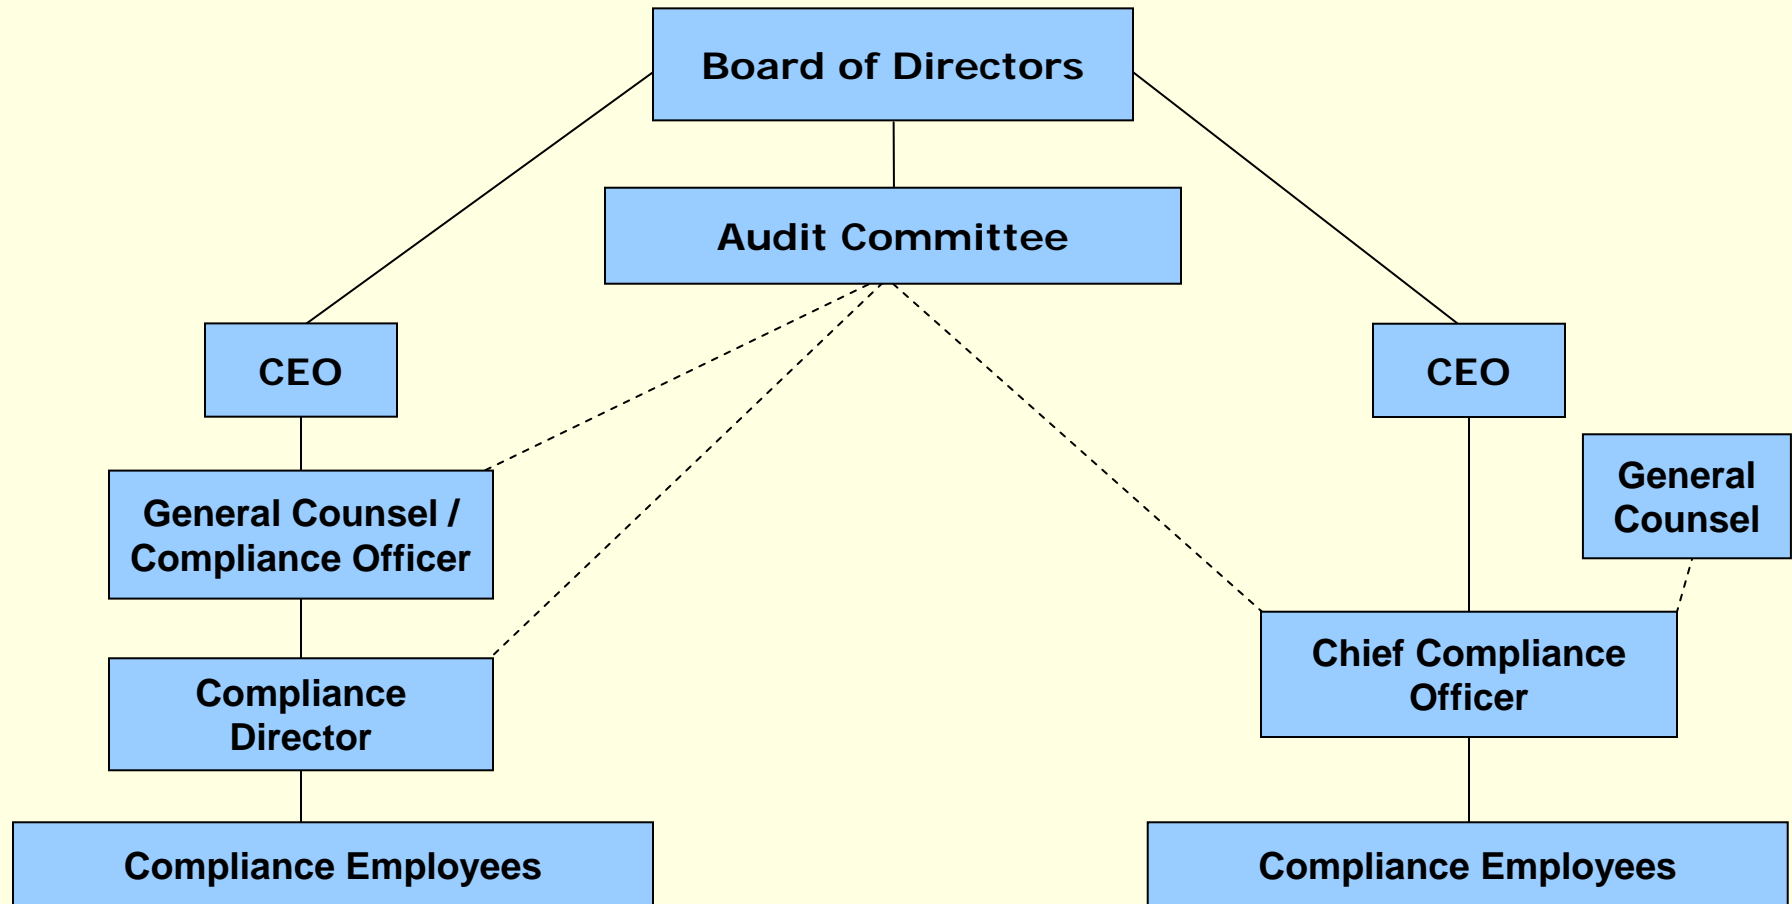 Board of Directors
Audit Committee
CEO
CEO
General Counsel /
Compliance Officer
General
Counsel
Compliance
Director
Chief Compliance
Officer
Compliance Employees
Compliance Employees